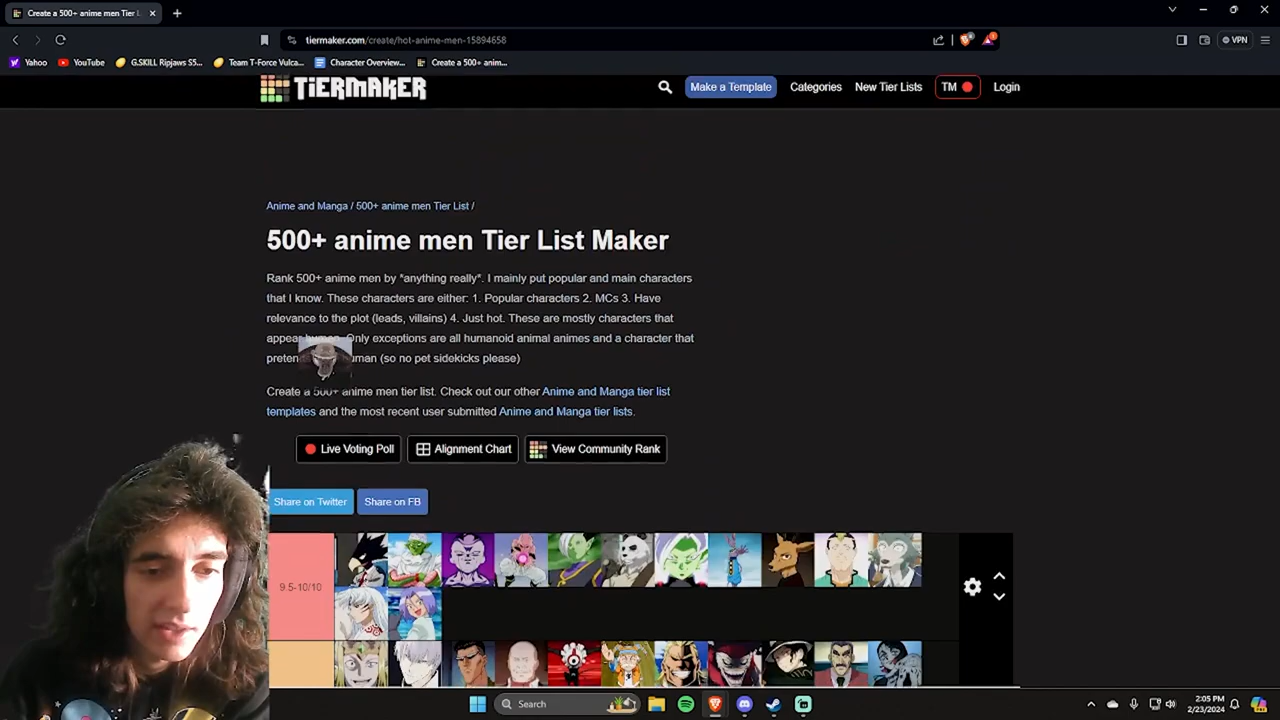 Create a 500+ anime men Tier L
tiermaker.com/create/hot-anime-men-15894658
VPN
Yahoo
YouTube
G.SKILL Ripjaws S5...
Team T-Force Vulca...
Character Overview...
Create a 500+ anim...
TiERMAKER
Make a Template
Categories
New Tier Lists
TM
Login
Anime and Manga / 500+ anime men Tier List /
500+ anime men Tier List Maker
Rank 500+ anime men by *anything really*. I mainly put popular and main characters
that I know. These characters are either: 1. Popular characters 2. MCs 3. Have
relevance to the plot (leads, villains) 4. Just hot. These are mostly characters that
appear human. Only exceptions are all humanoid animal animes and a character that
human (so no pet sidekicks please)
Create a 500+ anime men tier list. Check out our other Anime and Manga tier list
templates and the most recent user submitted Anime and Manga tier lists.
Live Voting Poll
Alignment Chart
View Community Rank
Share on Twitter
Share on FB
9.5-10/10
Search
2:05 PM
2/23/2024